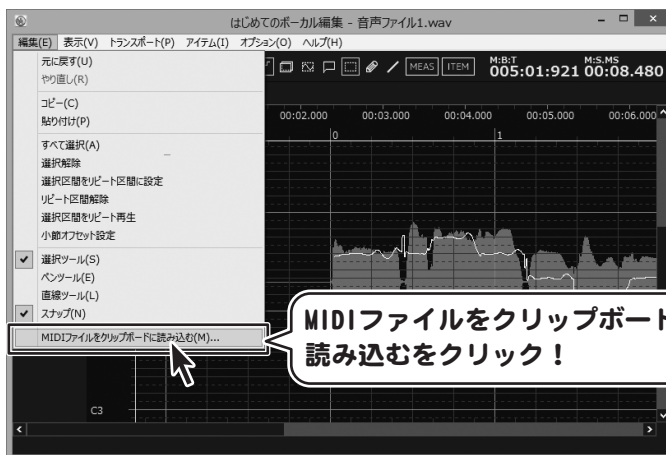 はじめてのボーカル編集 - 音声ファイル1.wav
編集(E) 表示(V) トランスポート(P) アイテム(I) オプション(O) ヘルプ(H)
元に戻す(U)
やり直し(R)
MEAS ITEM M:B:T 005:01:921 M:S.MS 00:08.480
コピー(C)
貼り付け(P)
00:02.000 00:03.000 00:04.000 00:05.000 00:06.000
0 1
すべて選択(A)
選択解除
選択区間をリピート区間に設定
リピート区間解除
選択区間をリピート再生
小節オフセット設定
選択ツール(S)
ペンツール(E)
直線ツール(L)
スナップ(N)
MIDIファイルをクリップボードに読み込む(M)...
MIDIファイルをクリップボード
読み込むをクリック！
C3